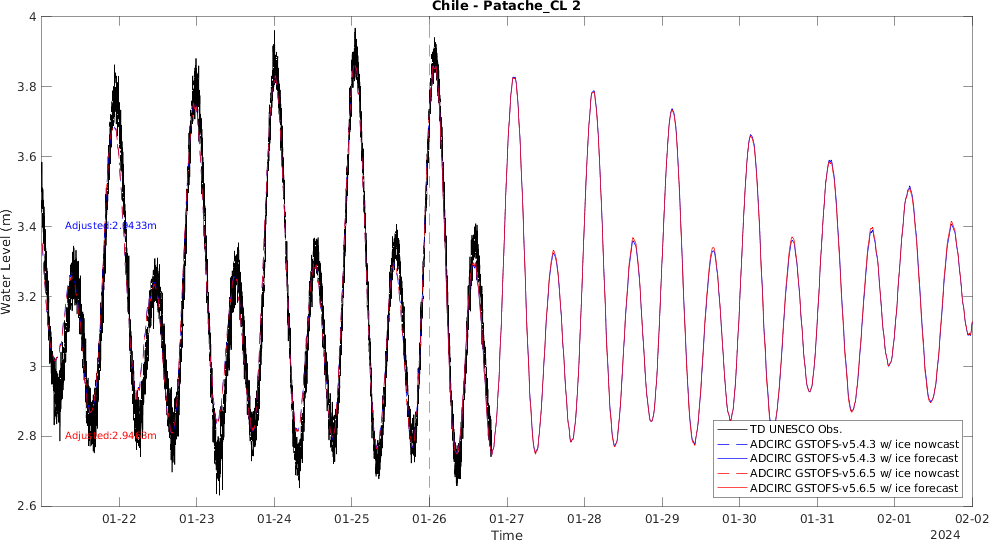 Chile - Patache_CL 2
4
3.8
3.6
3.4
3.2
3
2.8
2.6
Water Level (m)
Adjusted:2.9433m
TD UNESCO Obs.
ADCIRC GSTOFS-v5.4.3 w/ ice nowcast
ADCIRC GSTOFS-v5.4.3 w/ ice forecast
ADCIRC GSTOFS-v5.6.5 w/ ice nowcast
ADCIRC GSTOFS-v5.6.5 w/ ice forecast
01-22
01-23
01-24
01-25
01-26
01-27
01-28
01-29
01-30
01-31
02-01
02-02
Time
2024